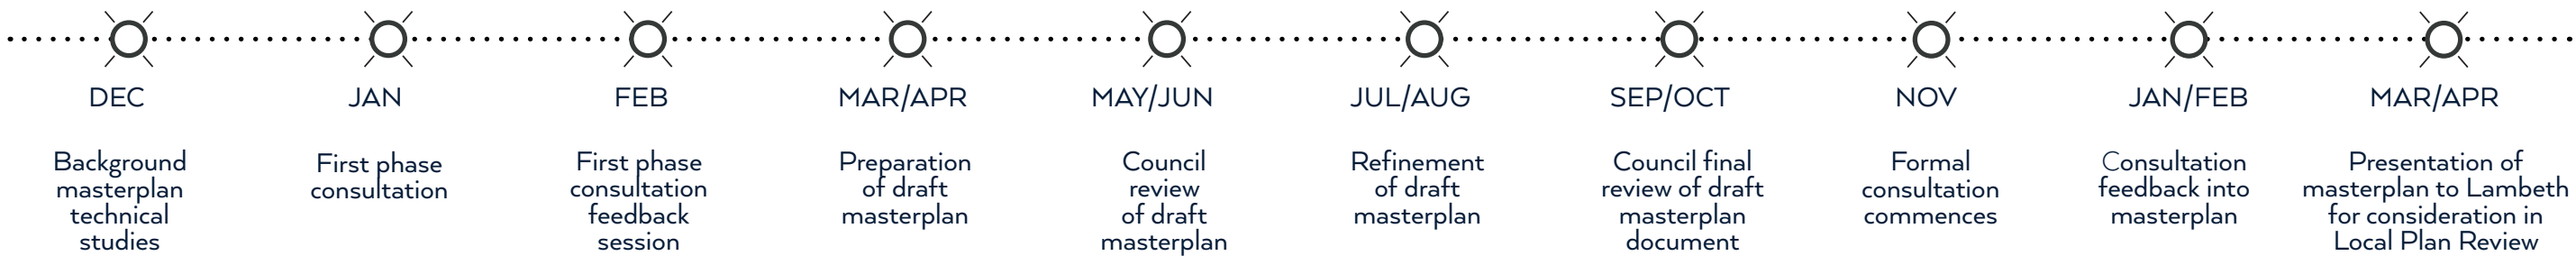 DEC
JAN
FEB
MAR/APR
MAY/JUN
JUL/AUG
SEP/OCT
NOV
JAN/FEB
MAR/APR
Background
masterplan
technical
studies
First phase
consultation
First phase
consultation
feedback
session
Preparation
of draft
masterplan
Council
review
of draft
masterplan
Refinement
of draft
masterplan
Council final
review of draft
masterplan
document
Formal
consultation
commences
Consultation
feedback into
masterplan
Presentation of
masterplan to Lambeth
for consideration in
Local Plan Review